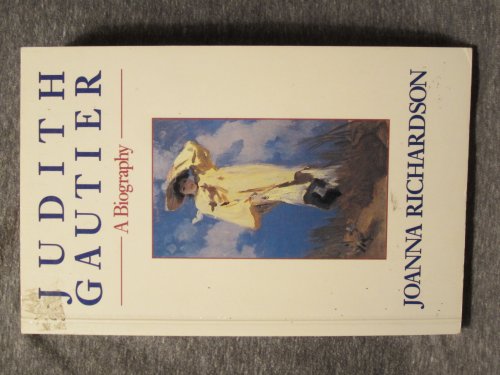 JUDITH
GAUTIER
A Biography
JOANNA RICHARDSON